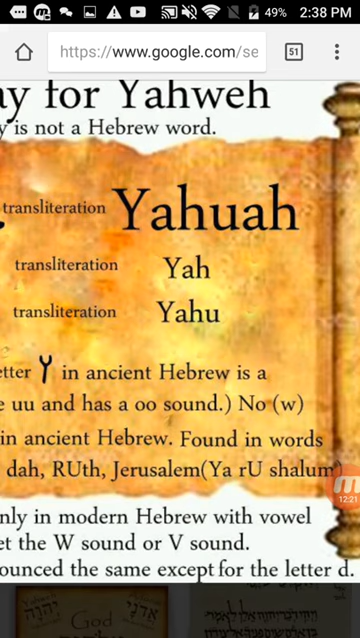 49% 2:38 PM
https://www.google.com/se
51
ay for Yahweh
y is not a Hebrew word.
transliteration Yahuah
transliteration Yah
transliteration Yahu
etter 𐤅 in ancient Hebrew is a
e uu and has a oo sound.) No (w)
in ancient Hebrew. Found in words
dah, RUth, Jerusalem(Ya rU shalum)
12:21
nly in modern Hebrew with vowel
et the W sound or V sound.
ounced the same except for the letter d.
God